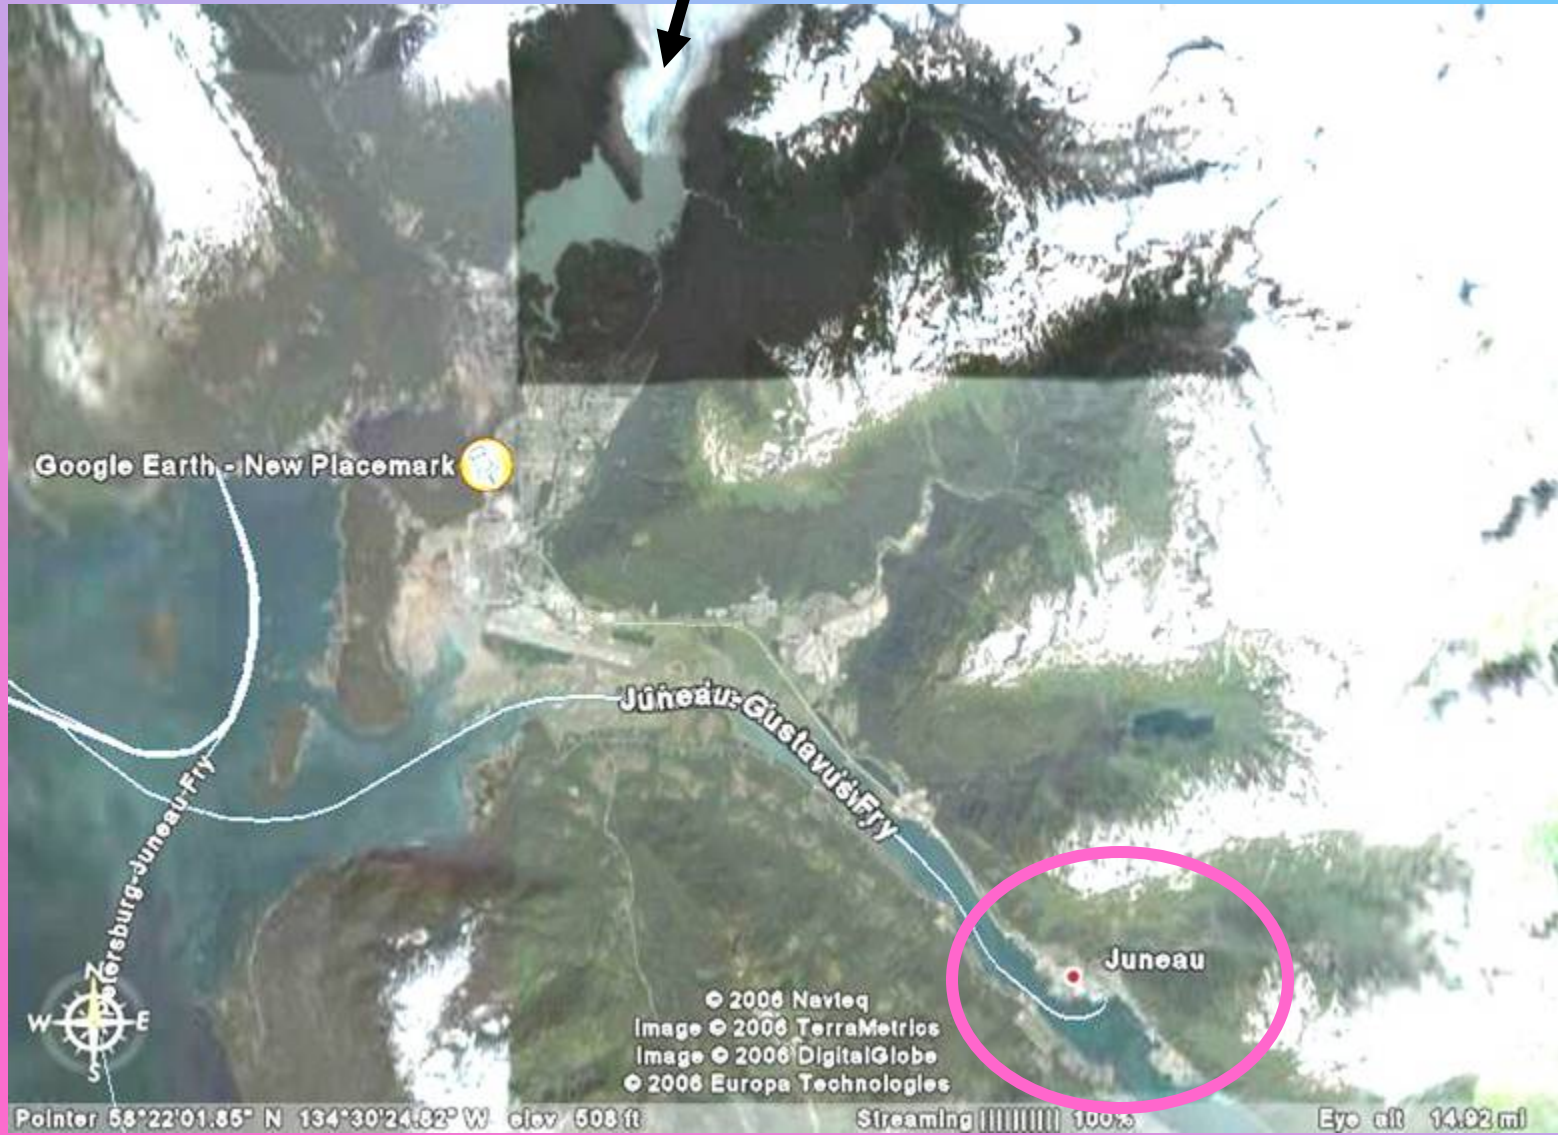 Google Earth - New Placemark
Juneau-Gustavus Fry
ersburg-Juneau Fry
Juneau
N
W E
S
© 2006 Navteq
Image © 2006 TerraMetrics
Image © 2006 DigitalGlobe
© 2006 Europa Technologies
Pointer 58°22'01.85" N 134°30'24.82" W elev 508 ft Streaming |||||||||| 100% Eye alt 14.92 mi